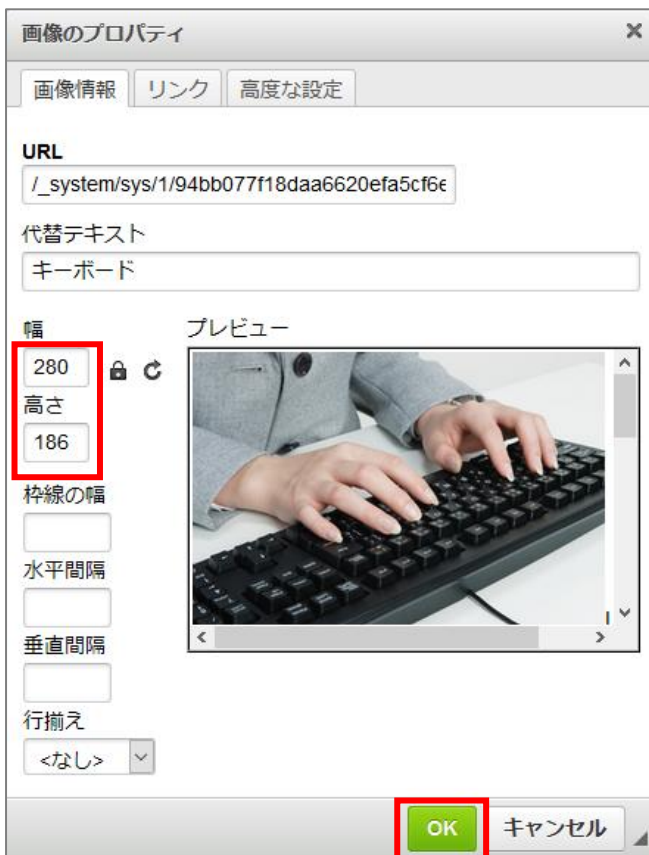 画像のプロパティ
画像情報 リンク 高度な設定
URL
/_system/sys/1/94bb077f18daa6620efa5cf6e
代替テキスト
キーボード
幅 プレビュー
280
高さ
186
枠線の幅
水平間隔
垂直間隔
行揃え
<なし>
OK キャンセル